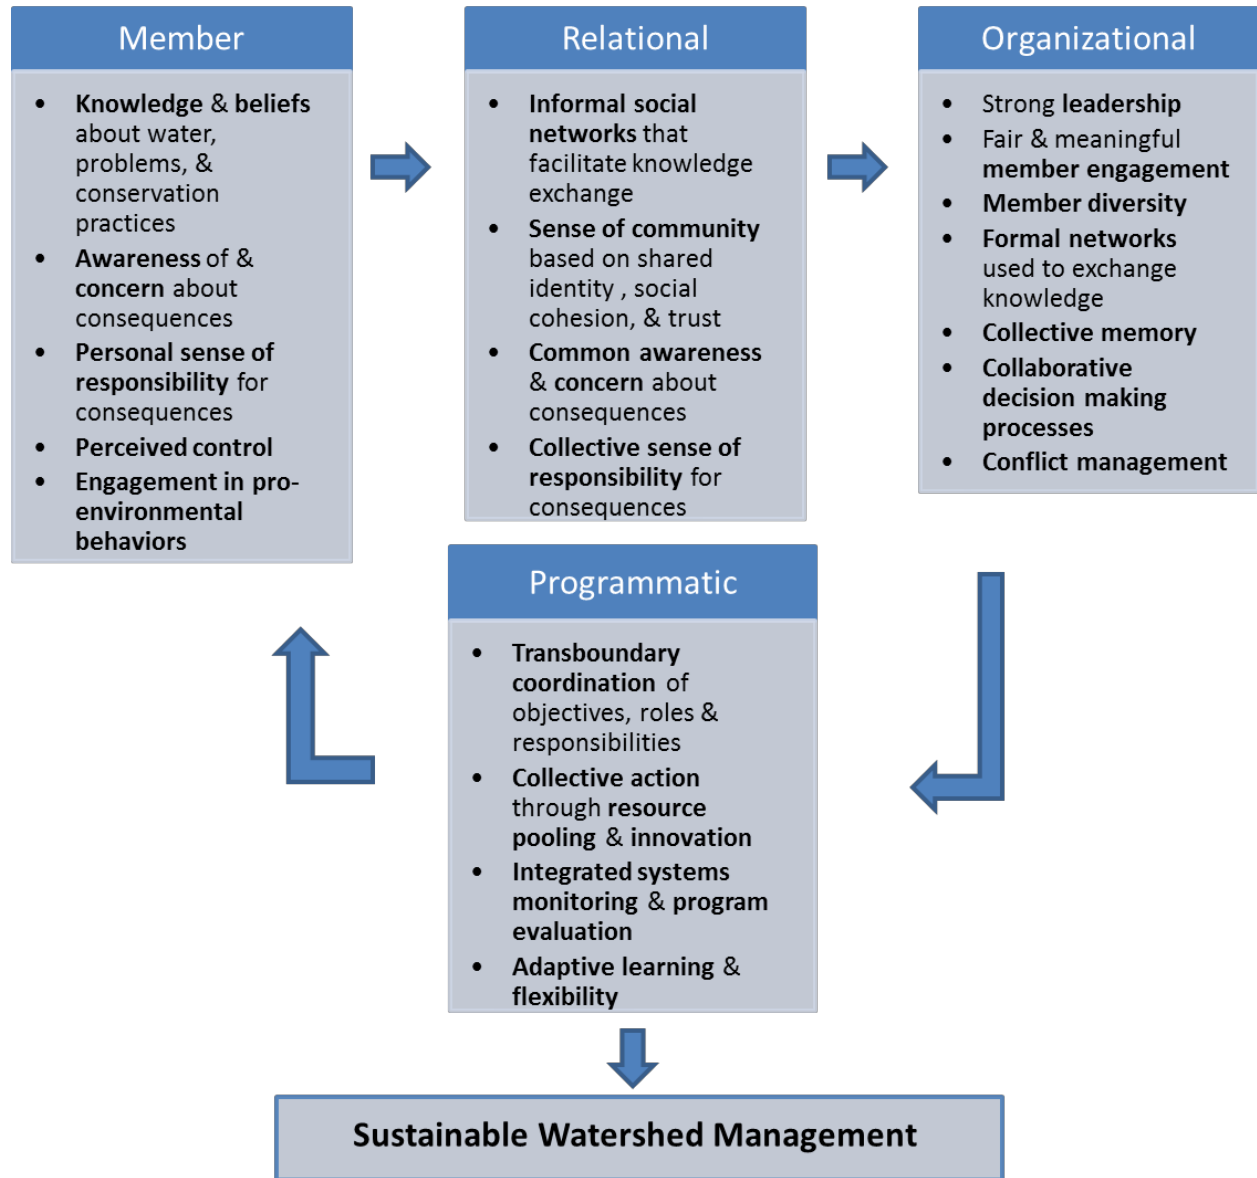 Member
• Knowledge & beliefs
about water,
problems, &
conservation
practices
• Awareness of &
concern about
consequences
• Personal sense of
responsibility for
consequences
• Perceived control
• Engagement in pro-
environmental
behaviors
Relational
• Informal social
networks that
facilitate knowledge
exchange
• Sense of community
based on shared
identity , social
cohesion, & trust
• Common awareness
& concern about
consequences
• Collective sense of
responsibility for
consequences
Organizational
• Strong leadership
• Fair & meaningful
member engagement
• Member diversity
• Formal networks
used to exchange
knowledge
• Collective memory
• Collaborative
decision making
processes
• Conflict management
Programmatic
• Transboundary
coordination of
objectives, roles &
responsibilities
• Collective action
through resource
pooling & innovation
• Integrated systems
monitoring & program
evaluation
• Adaptive learning &
flexibility
Sustainable Watershed Management